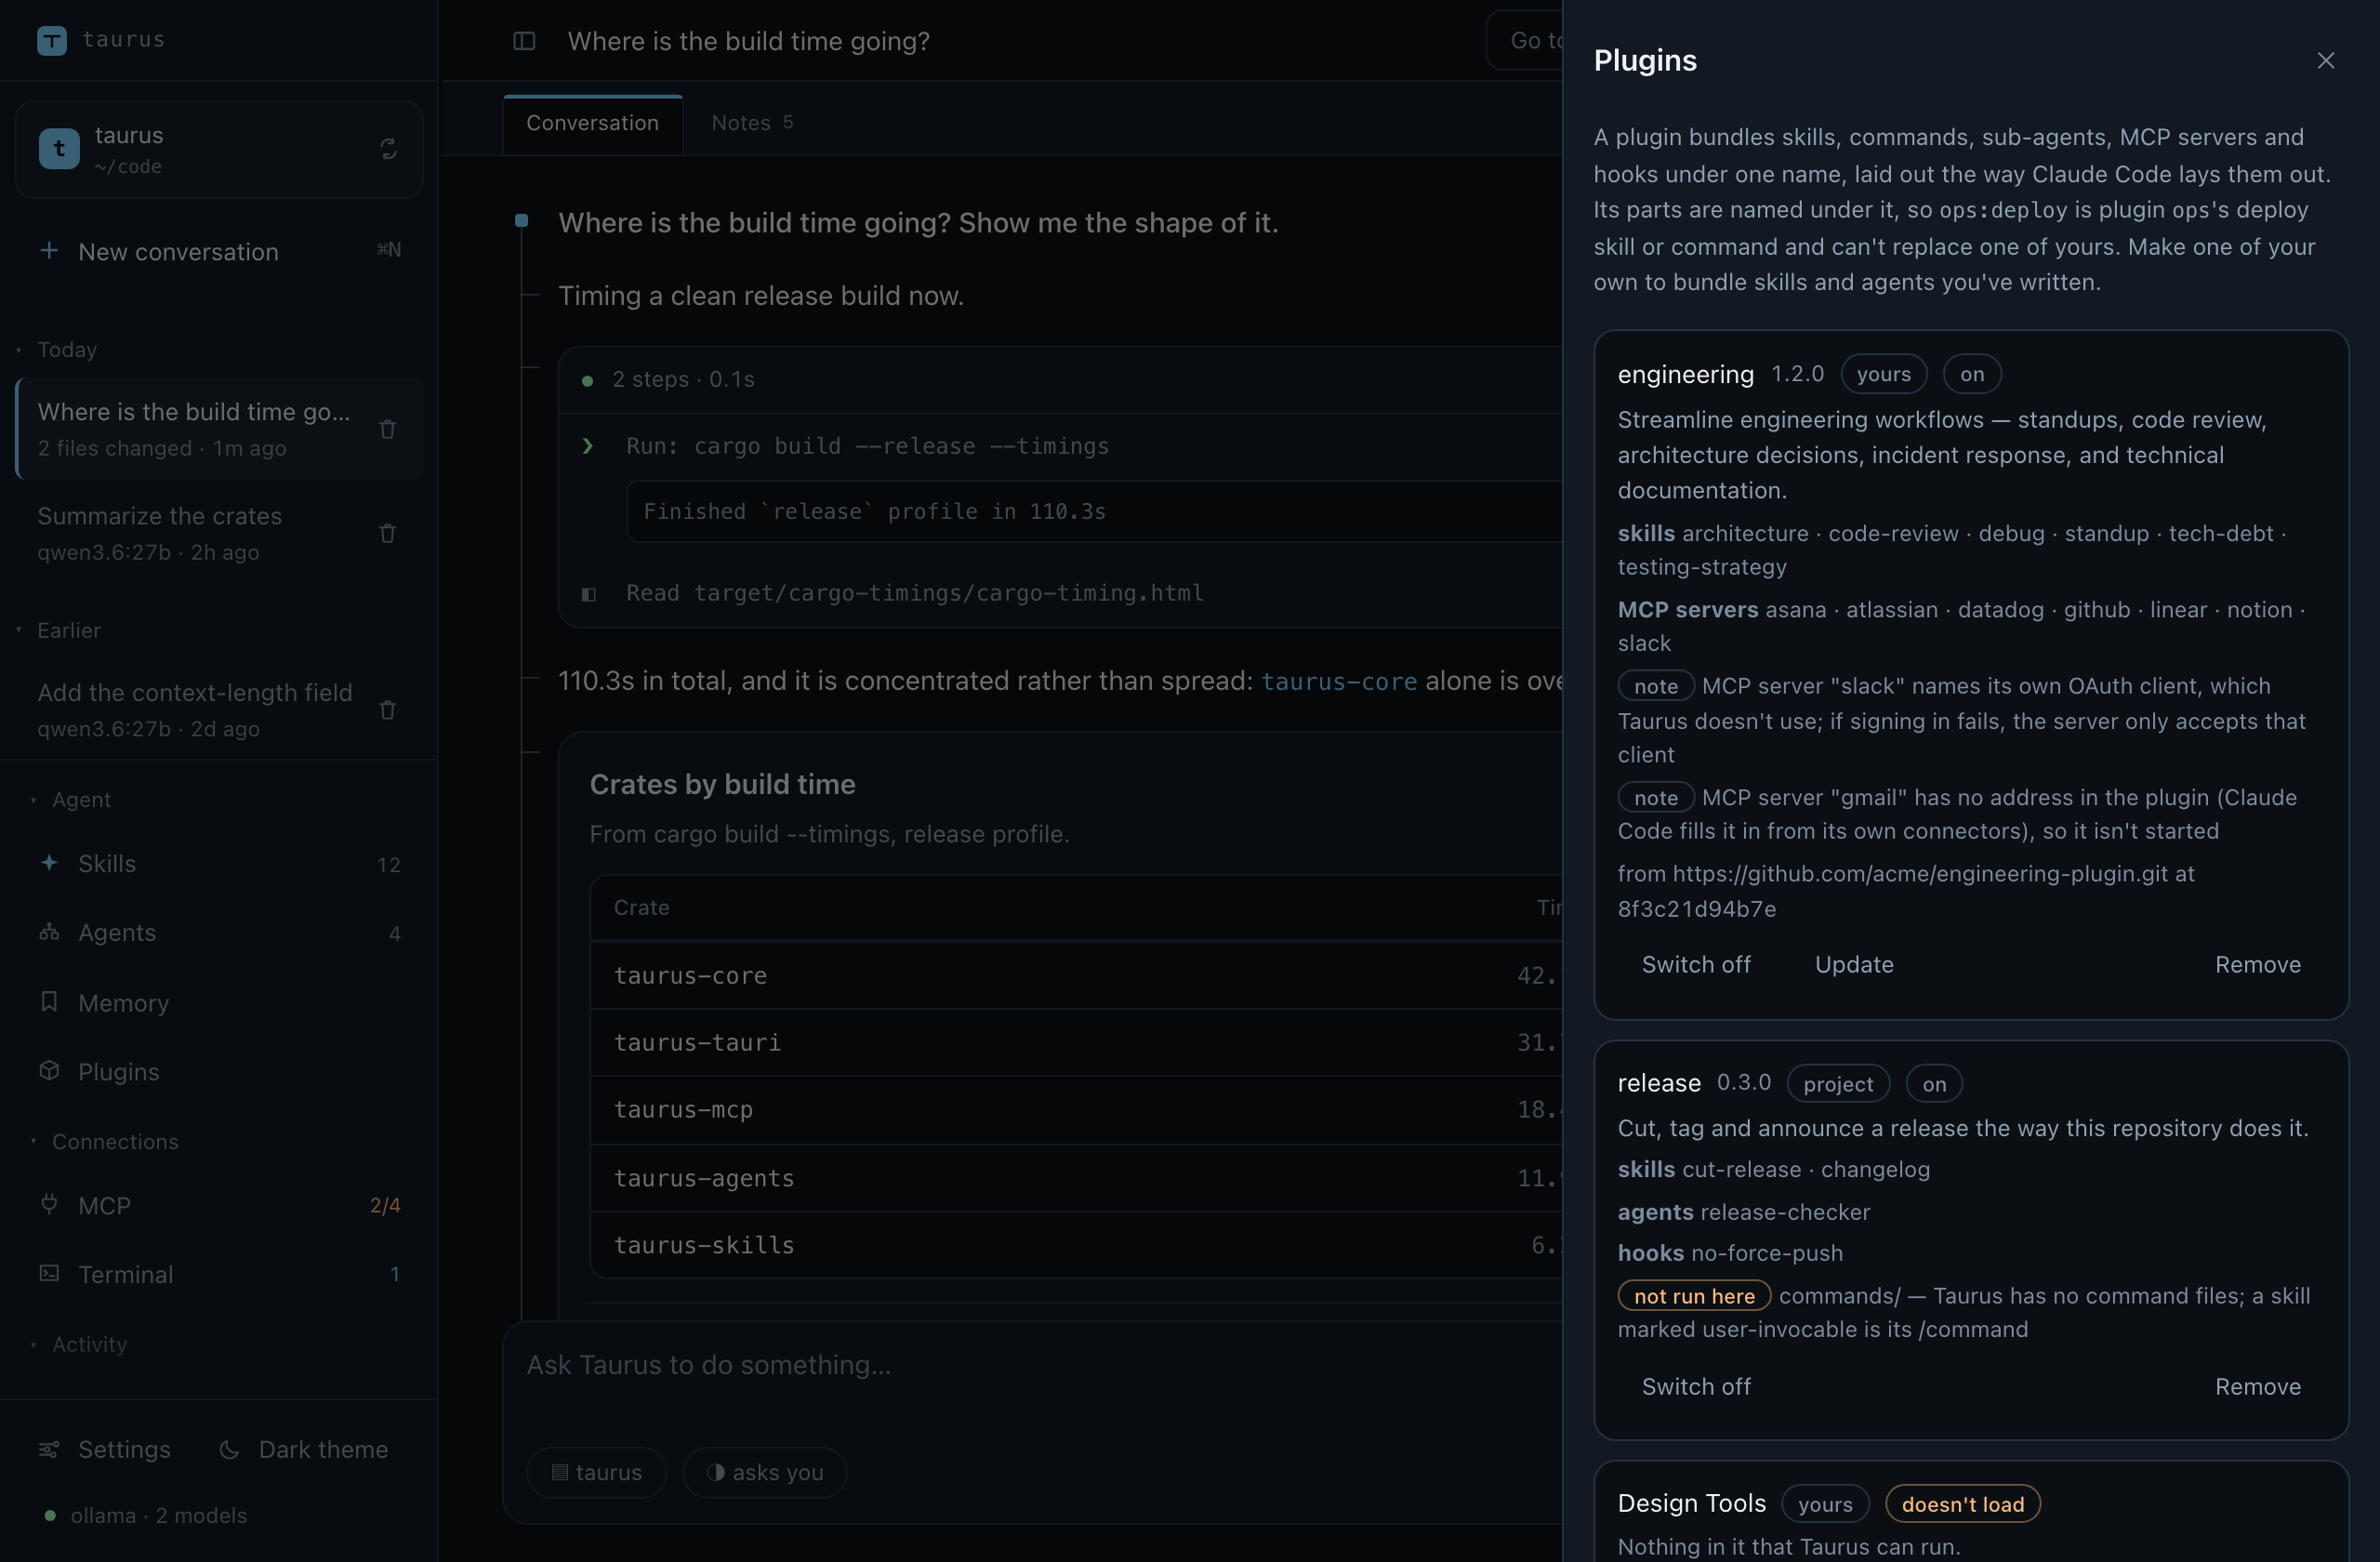 taurus
t
taurus
~/code
New conversation ⌘N
Today
Where is the build time go...
2 files changed · 1m ago
Summarize the crates
qwen3.6:27b · 2h ago
Earlier
Add the context-length field
qwen3.6:27b · 2d ago
Agent
Skills 12
Agents 4
Memory
Plugins
Connections
MCP 2/4
Terminal 1
Activity
Settings Dark theme
ollama · 2 models
Where is the build time going?
Go to
Conversation Notes 5
Where is the build time going? Show me the shape of it.
Timing a clean release build now.
2 steps · 0.1s
Run: cargo build --release --timings
Finished `release` profile in 110.3s
Read target/cargo-timings/cargo-timing.html
110.3s in total, and it is concentrated rather than spread: taurus-core alone is
Crates by build time
From cargo build --timings, release profile.
Crate
taurus-core 42.
taurus-tauri 31.
taurus-mcp 18.
taurus-agents 11.
taurus-skills 6.
Ask Taurus to do something...
taurus asks you
Plugins
A plugin bundles skills, commands, sub-agents, MCP servers and
hooks under one name, laid out the way Claude Code lays them out.
Its parts are named under it, so ops:deploy is plugin ops's deploy
skill or command and can't replace one of yours. Make one of your
own to bundle skills and agents you've written.
engineering 1.2.0 yours on
Streamline engineering workflows — standups, code review,
architecture decisions, incident response, and technical
documentation.
skills architecture · code-review · debug · standup · tech-debt ·
testing-strategy
MCP servers asana · atlassian · datadog · github · linear · notion ·
slack
note MCP server "slack" names its own OAuth client, which
Taurus doesn't use; if signing in fails, the server only accepts that
client
note MCP server "gmail" has no address in the plugin (Claude
Code fills it in from its own connectors), so it isn't started
from https://github.com/acme/engineering-plugin.git at
8f3c21d94b7e
Switch off Update Remove
release 0.3.0 project on
Cut, tag and announce a release the way this repository does it.
skills cut-release · changelog
agents release-checker
hooks no-force-push
not run here commands/ — Taurus has no command files; a skill
marked user-invocable is its /command
Switch off Remove
Design Tools yours doesn't load
Nothing in it that Taurus can run.